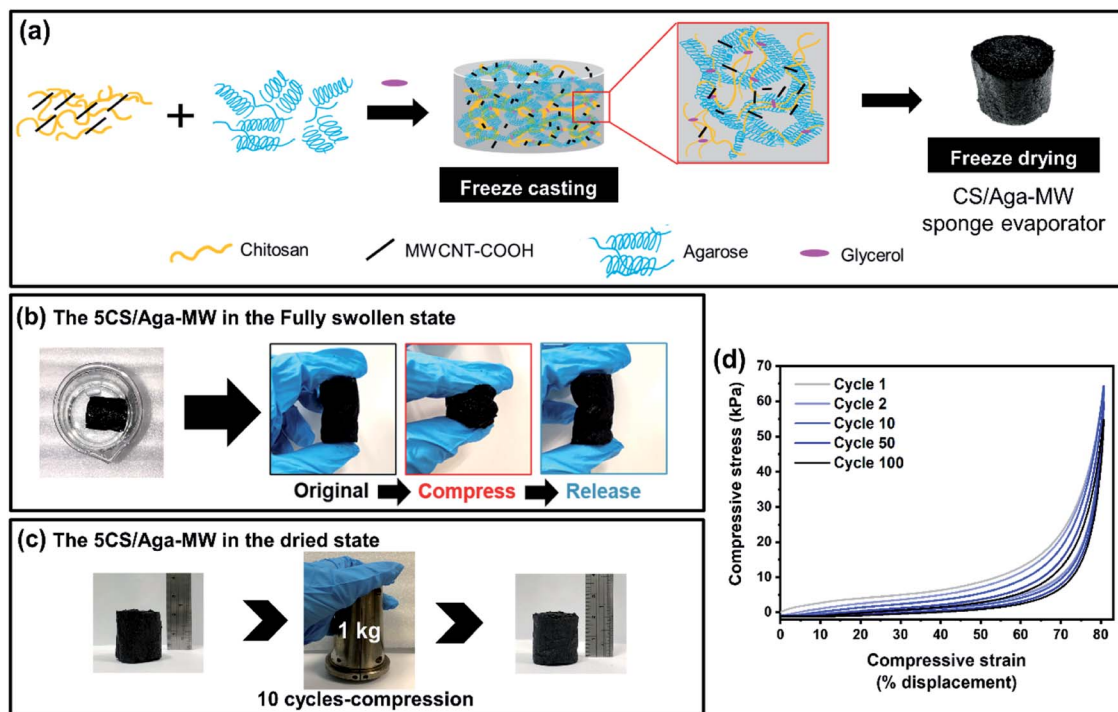 (a)
+
Freeze casting
Freeze drying
CS/Aga-MW
sponge evaporator
Chitosan
MWCNT-COOH
Agarose
Glycerol
(b) The 5CS/Aga-MW in the Fully swollen state
Original
Compress
Release
(c) The 5CS/Aga-MW in the dried state
1 kg
10 cycles-compression
(d)
Compressive stress (kPa)
70
60
50
40
30
20
10
0
Cycle 1
Cycle 2
Cycle 10
Cycle 50
Cycle 100
0 10 20 30 40 50 60 70 80
Compressive strain
(% displacement)